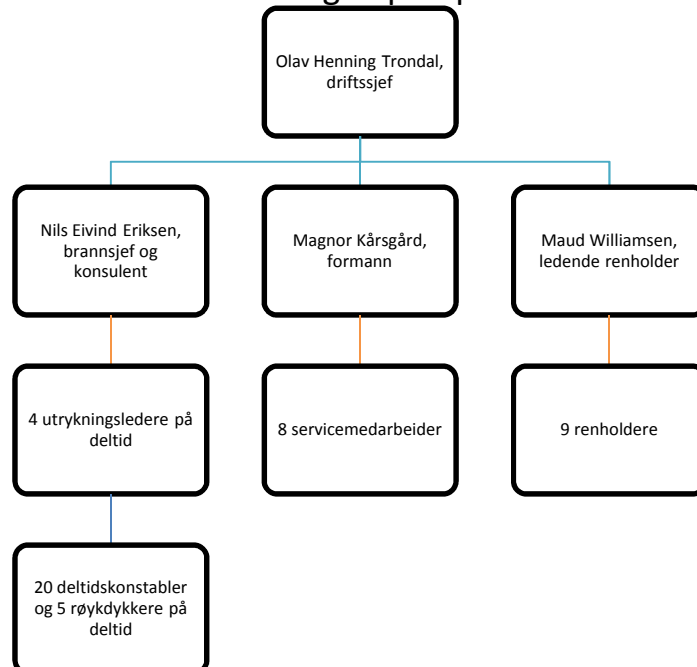 Olav Henning Trondal,
driftssjef
Nils Eivind Eriksen,
brannsjef og
konsulent
Magnor Kårsgård,
formann
Maud Williamsen,
ledende renholder
4 utrykningsledere på
deltid
8 servicemedarbeider
9 renholdere
20 deltidskonstabler
og 5 røykdykkere på
deltid